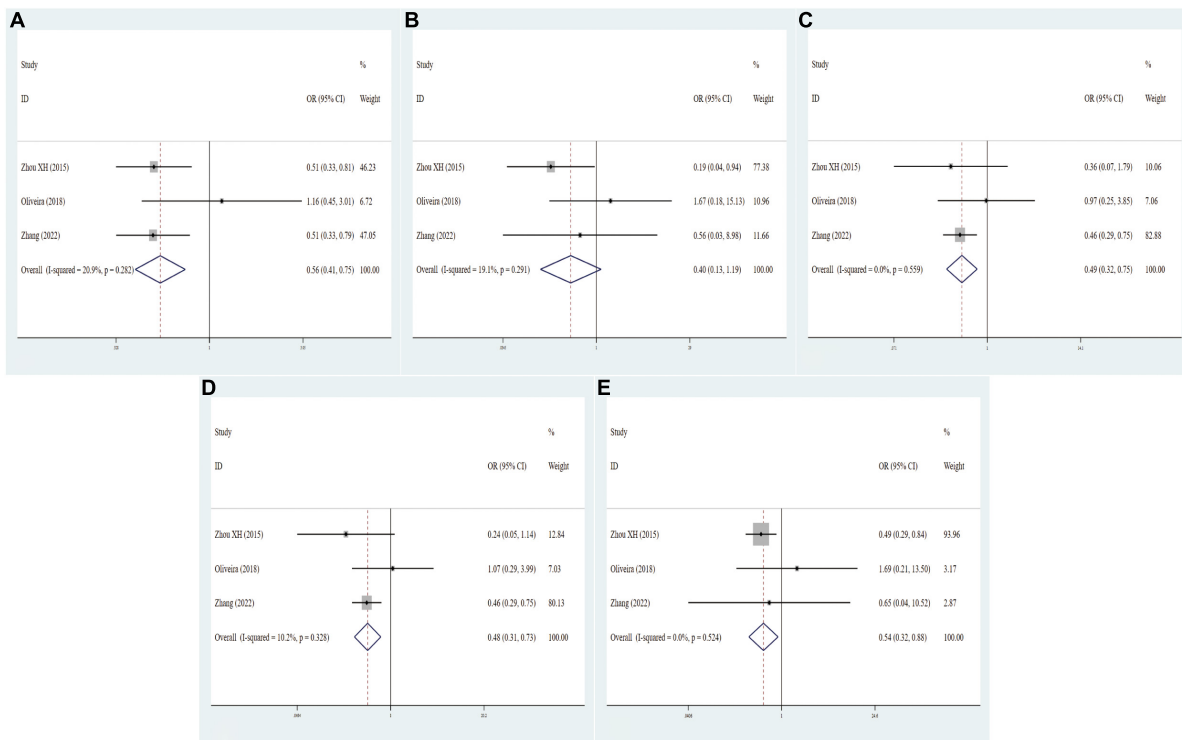 A
Study %
ID OR (95% CI) Weight
Zhou XH (2015) 0.51 (0.33, 0.81) 46.23
Oliveira (2018) 1.16 (0.45, 3.01) 6.72
Zhang (2022) 0.51 (0.33, 0.79) 47.05
Overall (I-squared = 20.9%, p = 0.282) 0.56 (0.41, 0.75) 100.00
1
B
Study %
ID OR (95% CI) Weight
Zhou XH (2015) 0.19 (0.04, 0.94) 77.38
Oliveira (2018) 1.67 (0.18, 15.13) 10.96
Zhang (2022) 0.56 (0.03, 8.98) 11.66
Overall (I-squared = 19.1%, p = 0.291) 0.40 (0.13, 1.19) 100.00
1
C
Study %
ID OR (95% CI) Weight
Zhou XH (2015) 0.36 (0.07, 1.79) 10.06
Oliveira (2018) 0.97 (0.25, 3.85) 7.06
Zhang (2022) 0.46 (0.29, 0.75) 82.88
Overall (I-squared = 0.0%, p = 0.559) 0.49 (0.32, 0.75) 100.00
1
D
Study %
ID OR (95% CI) Weight
Zhou XH (2015) 0.24 (0.05, 1.14) 12.84
Oliveira (2018) 1.07 (0.29, 3.99) 7.03
Zhang (2022) 0.46 (0.29, 0.75) 80.13
Overall (I-squared = 10.2%, p = 0.328) 0.48 (0.31, 0.73) 100.00
1
E
Study %
ID OR (95% CI) Weight
Zhou XH (2015) 0.49 (0.29, 0.84) 93.96
Oliveira (2018) 1.69 (0.21, 13.50) 3.17
Zhang (2022) 0.65 (0.04, 10.52) 2.87
Overall (I-squared = 0.0%, p = 0.524) 0.54 (0.32, 0.88) 100.00
1